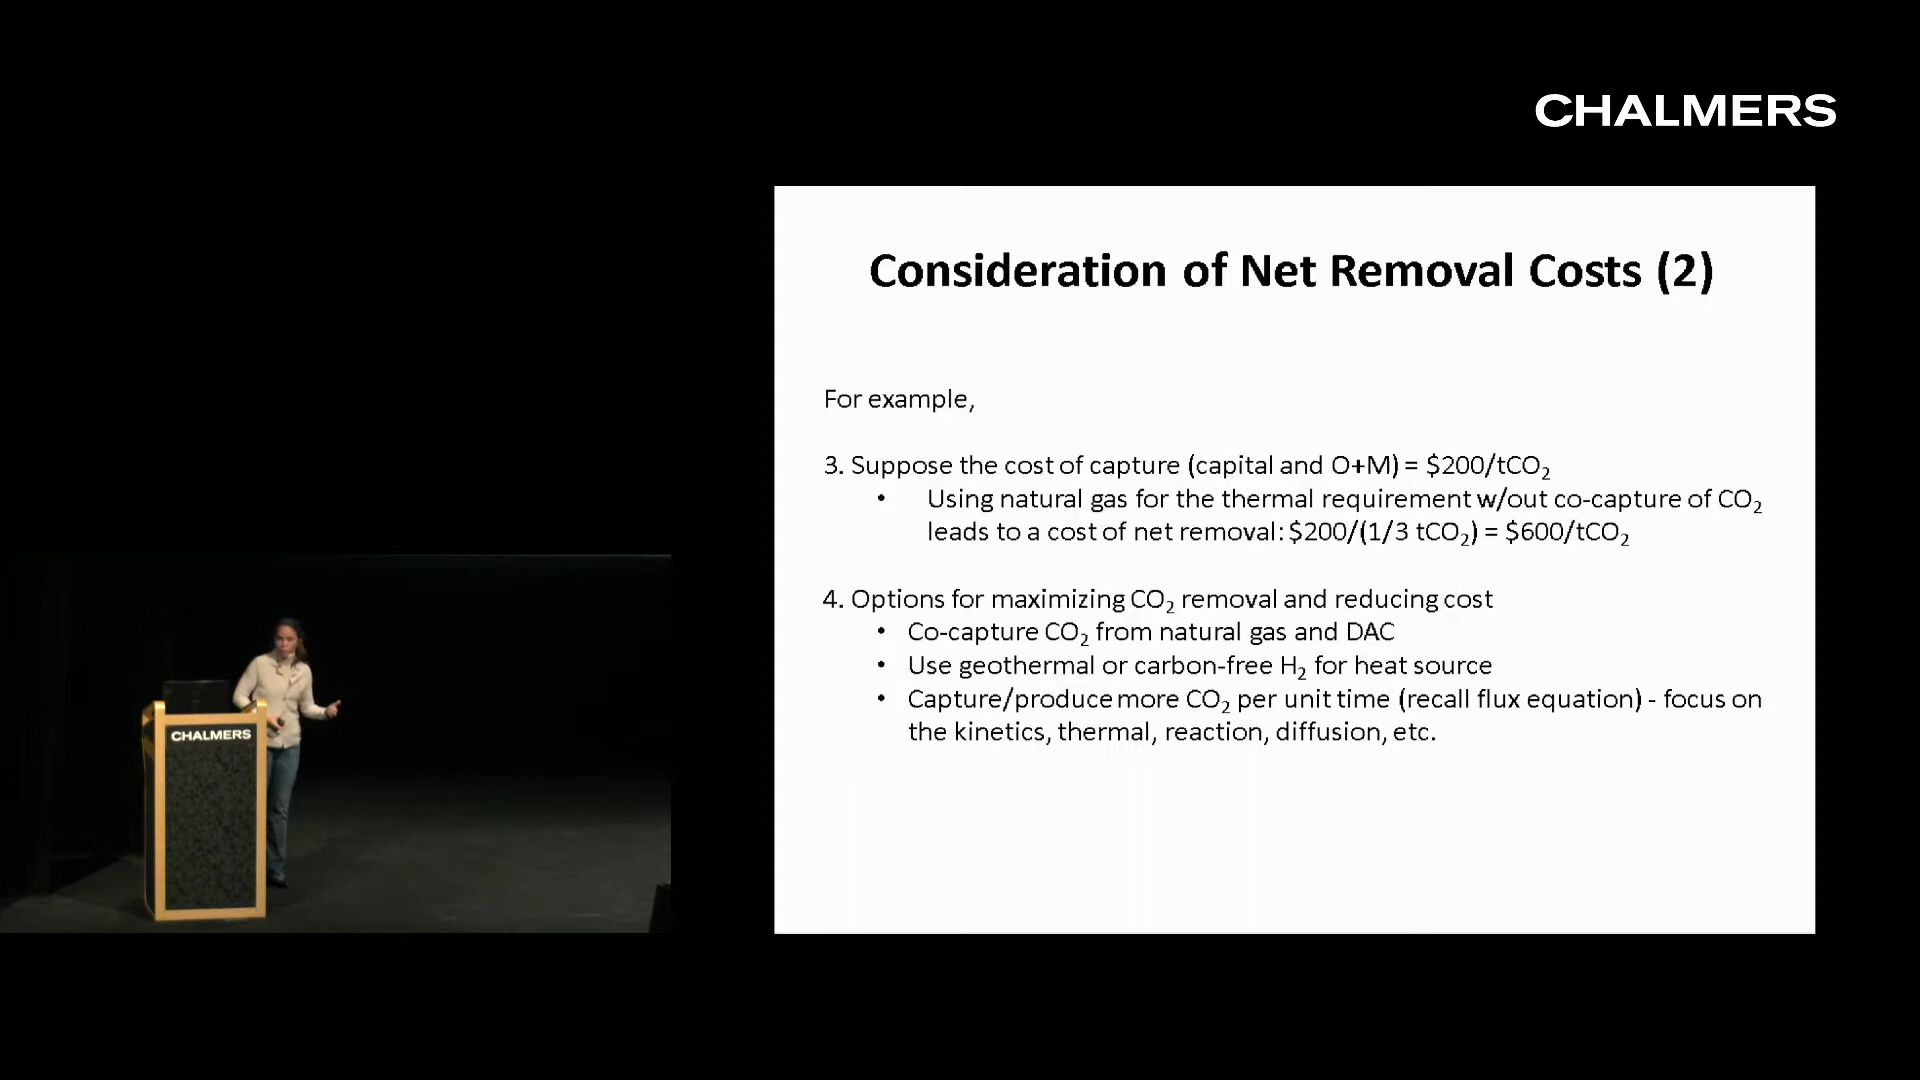 CHALMERS
Consideration of Net Removal Costs (2)
For example,
3. Suppose the cost of capture (capital and O+M) = $200/tCO₂
• Using natural gas for the thermal requirement w/out co-capture of CO₂
leads to a cost of net removal: $200/(1/3 tCO₂) = $600/tCO₂
4. Options for maximizing CO₂ removal and reducing cost
• Co-capture CO₂ from natural gas and DAC
• Use geothermal or carbon-free H₂ for heat source
• Capture/produce more CO₂ per unit time (recall flux equation) - focus on
the kinetics, thermal, reaction, diffusion, etc.
CHALMERS